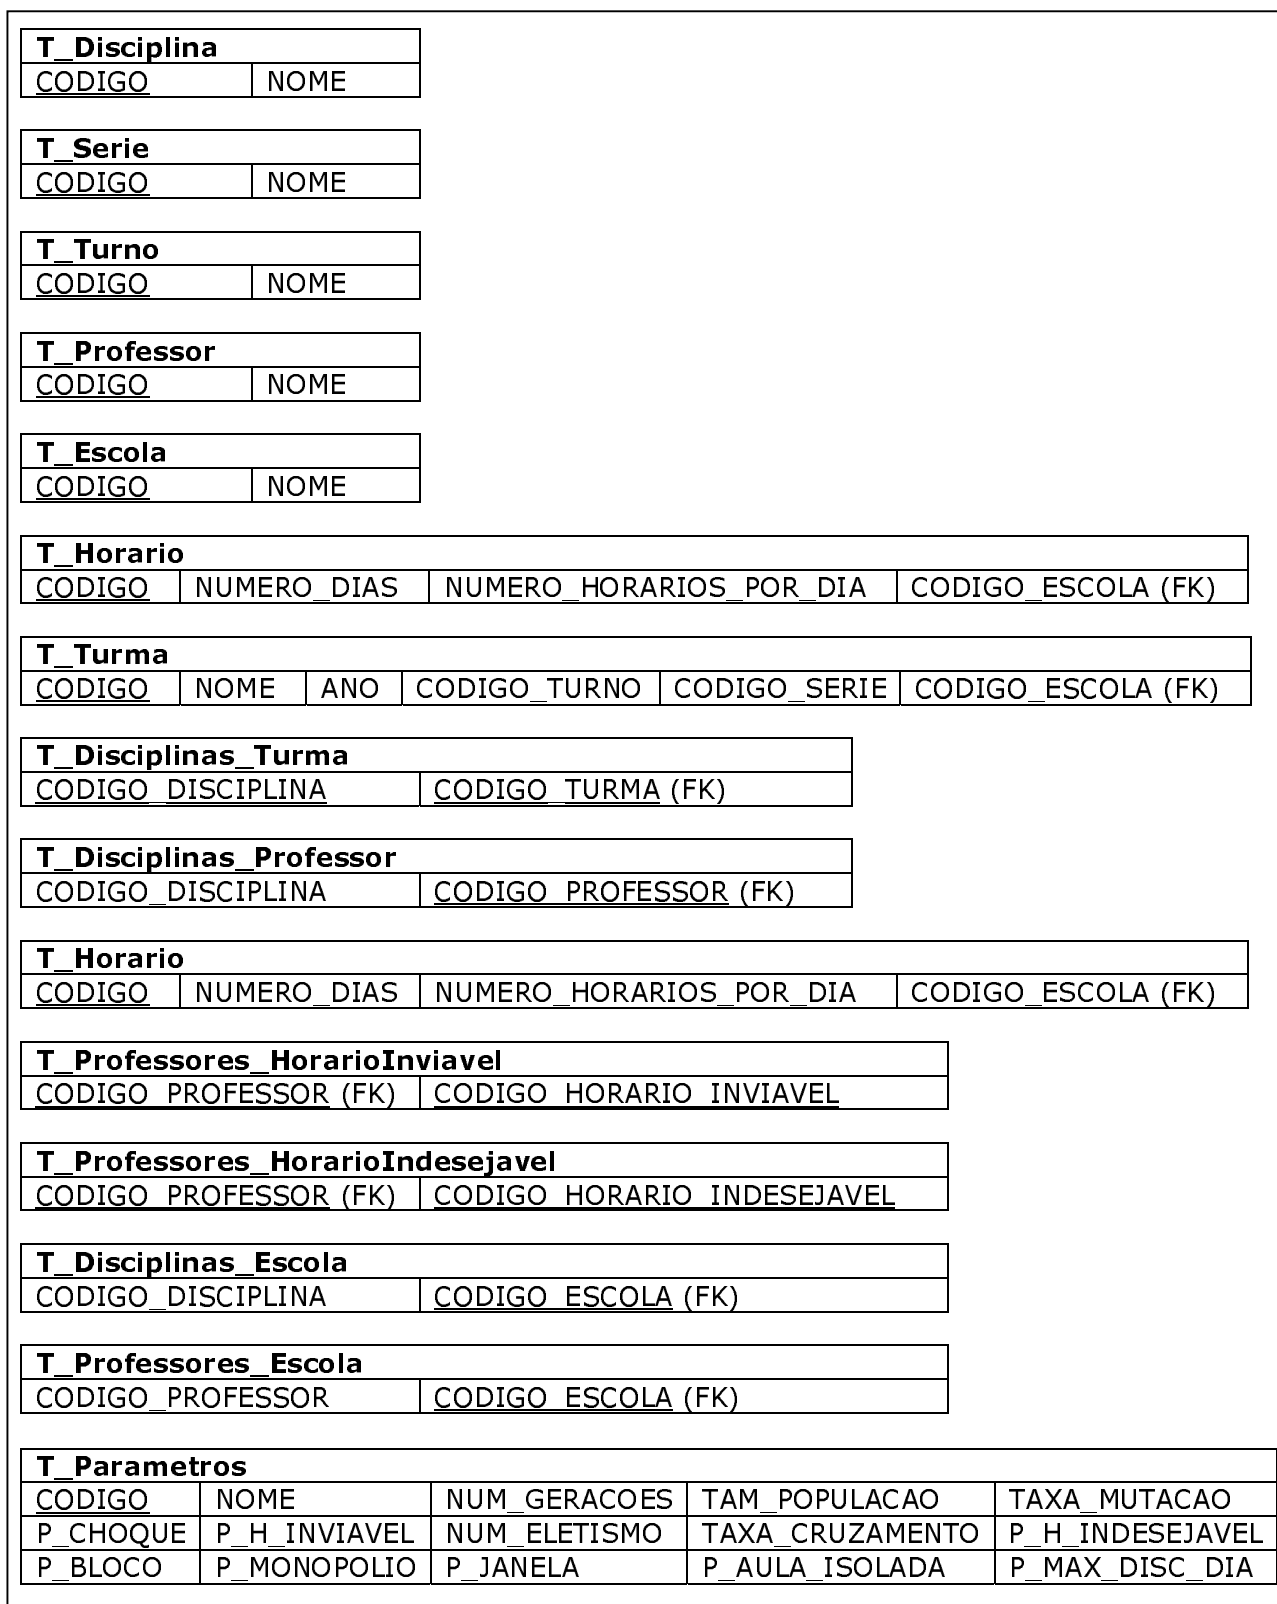 T_Disciplina
CODIGO NOME
T_Serie
CODIGO NOME
T_Turno
CODIGO NOME
T_Professor
CODIGO NOME
T_Escola
CODIGO NOME
T_Horario
CODIGO NUMERO_DIAS NUMERO_HORARIOS_POR_DIA CODIGO_ESCOLA (FK)
T_Turma
CODIGO NOME ANO CODIGO_TURNO CODIGO_SERIE CODIGO_ESCOLA (FK)
T_Disciplinas_Turma
CODIGO_DISCIPLINA CODIGO_TURMA (FK)
T_Disciplinas_Professor
CODIGO_DISCIPLINA CODIGO_PROFESSOR (FK)
T_Horario
CODIGO NUMERO_DIAS NUMERO_HORARIOS_POR_DIA CODIGO_ESCOLA (FK)
T_Professores_HorarioInviavel
CODIGO_PROFESSOR (FK) CODIGO_HORARIO_INVIAVEL
T_Professores_HorarioIndesejavel
CODIGO_PROFESSOR (FK) CODIGO_HORARIO_INDESEJAVEL
T_Disciplinas_Escola
CODIGO_DISCIPLINA CODIGO_ESCOLA (FK)
T_Professores_Escola
CODIGO_PROFESSOR CODIGO_ESCOLA (FK)
T_Parametros
CODIGO NOME NUM_GERACOES TAM_POPULACAO TAXA_MUTACAO
P_CHOQUE P_H_INVIAVEL NUM_ELETISMO TAXA_CRUZAMENTO P_H_INDESEJAVEL
P_BLOCO P_MONOPOLIO P_JANELA P_AULA_ISOLADA P_MAX_DISC_DIA